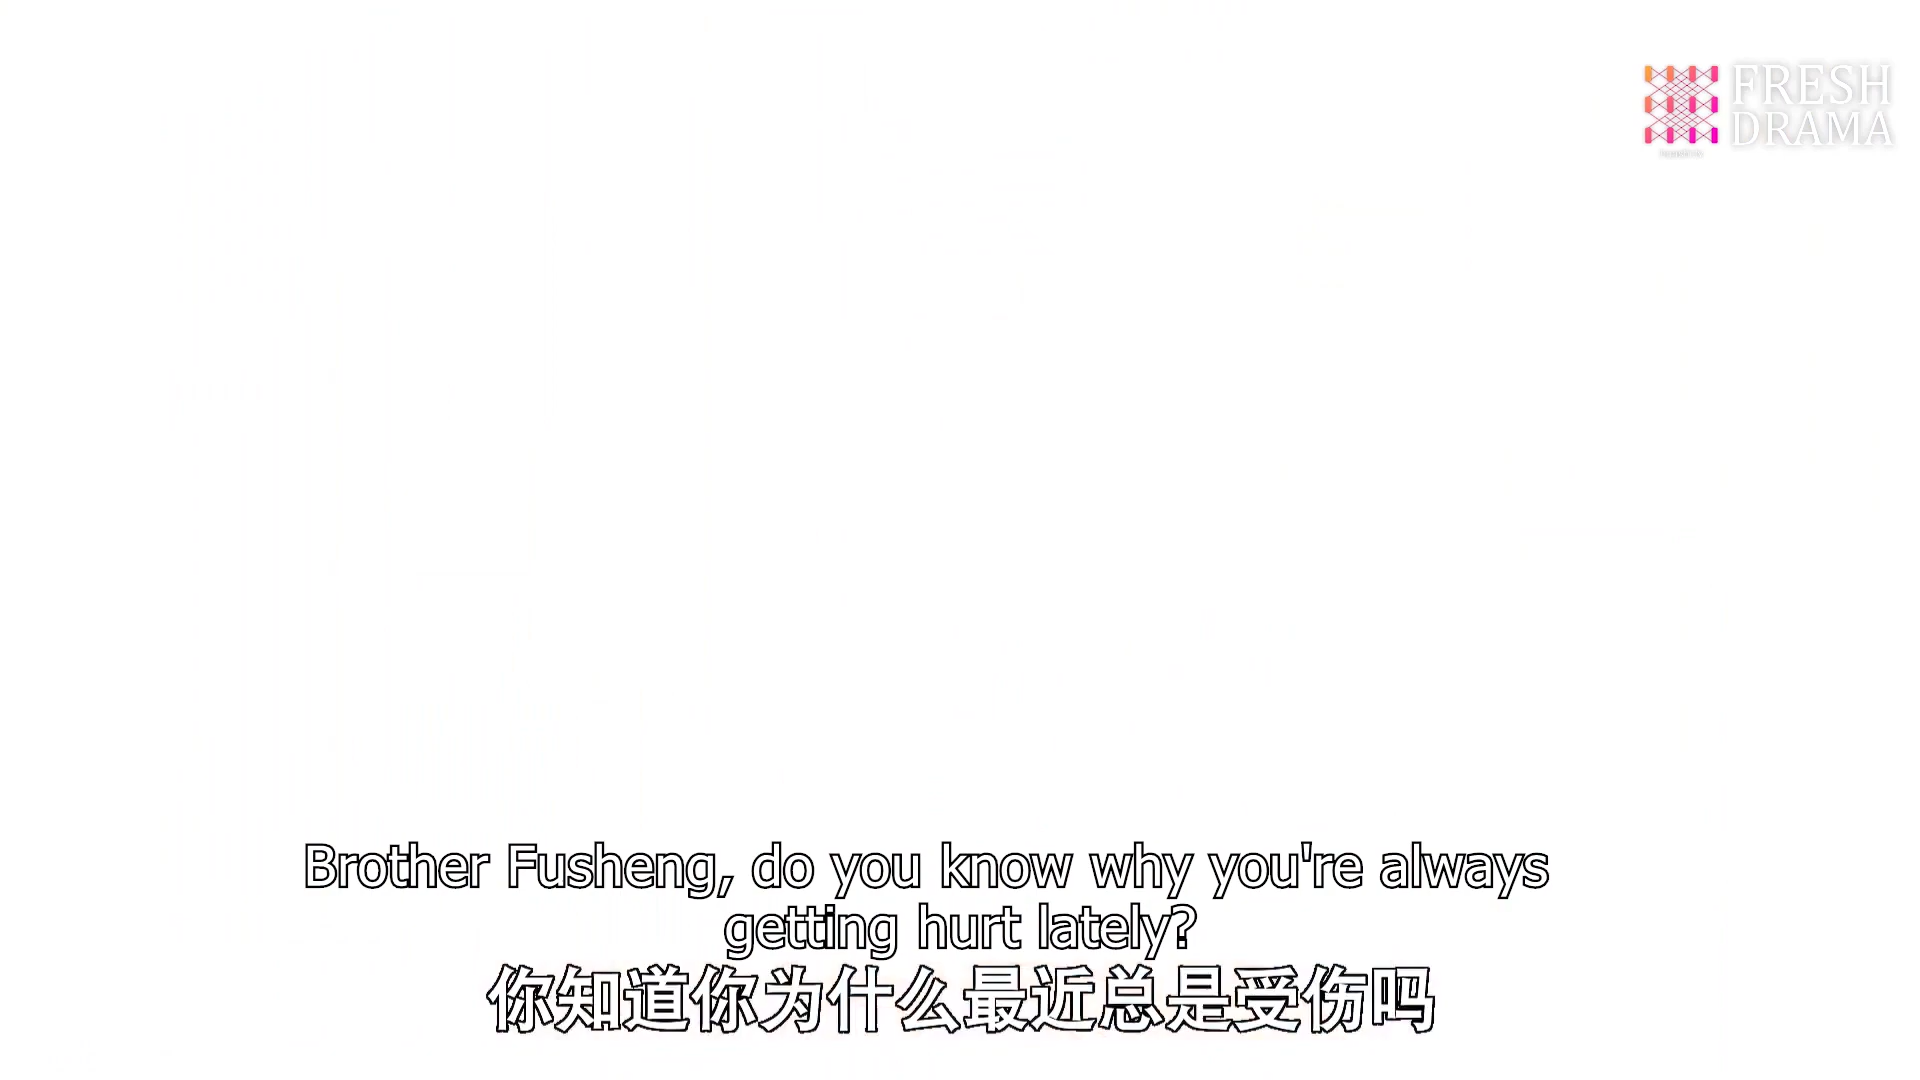 FRESH
DRAMA
Brother Fusheng, do you know why you're always
getting hurt lately?
你知道你为什么最近总是受伤吗